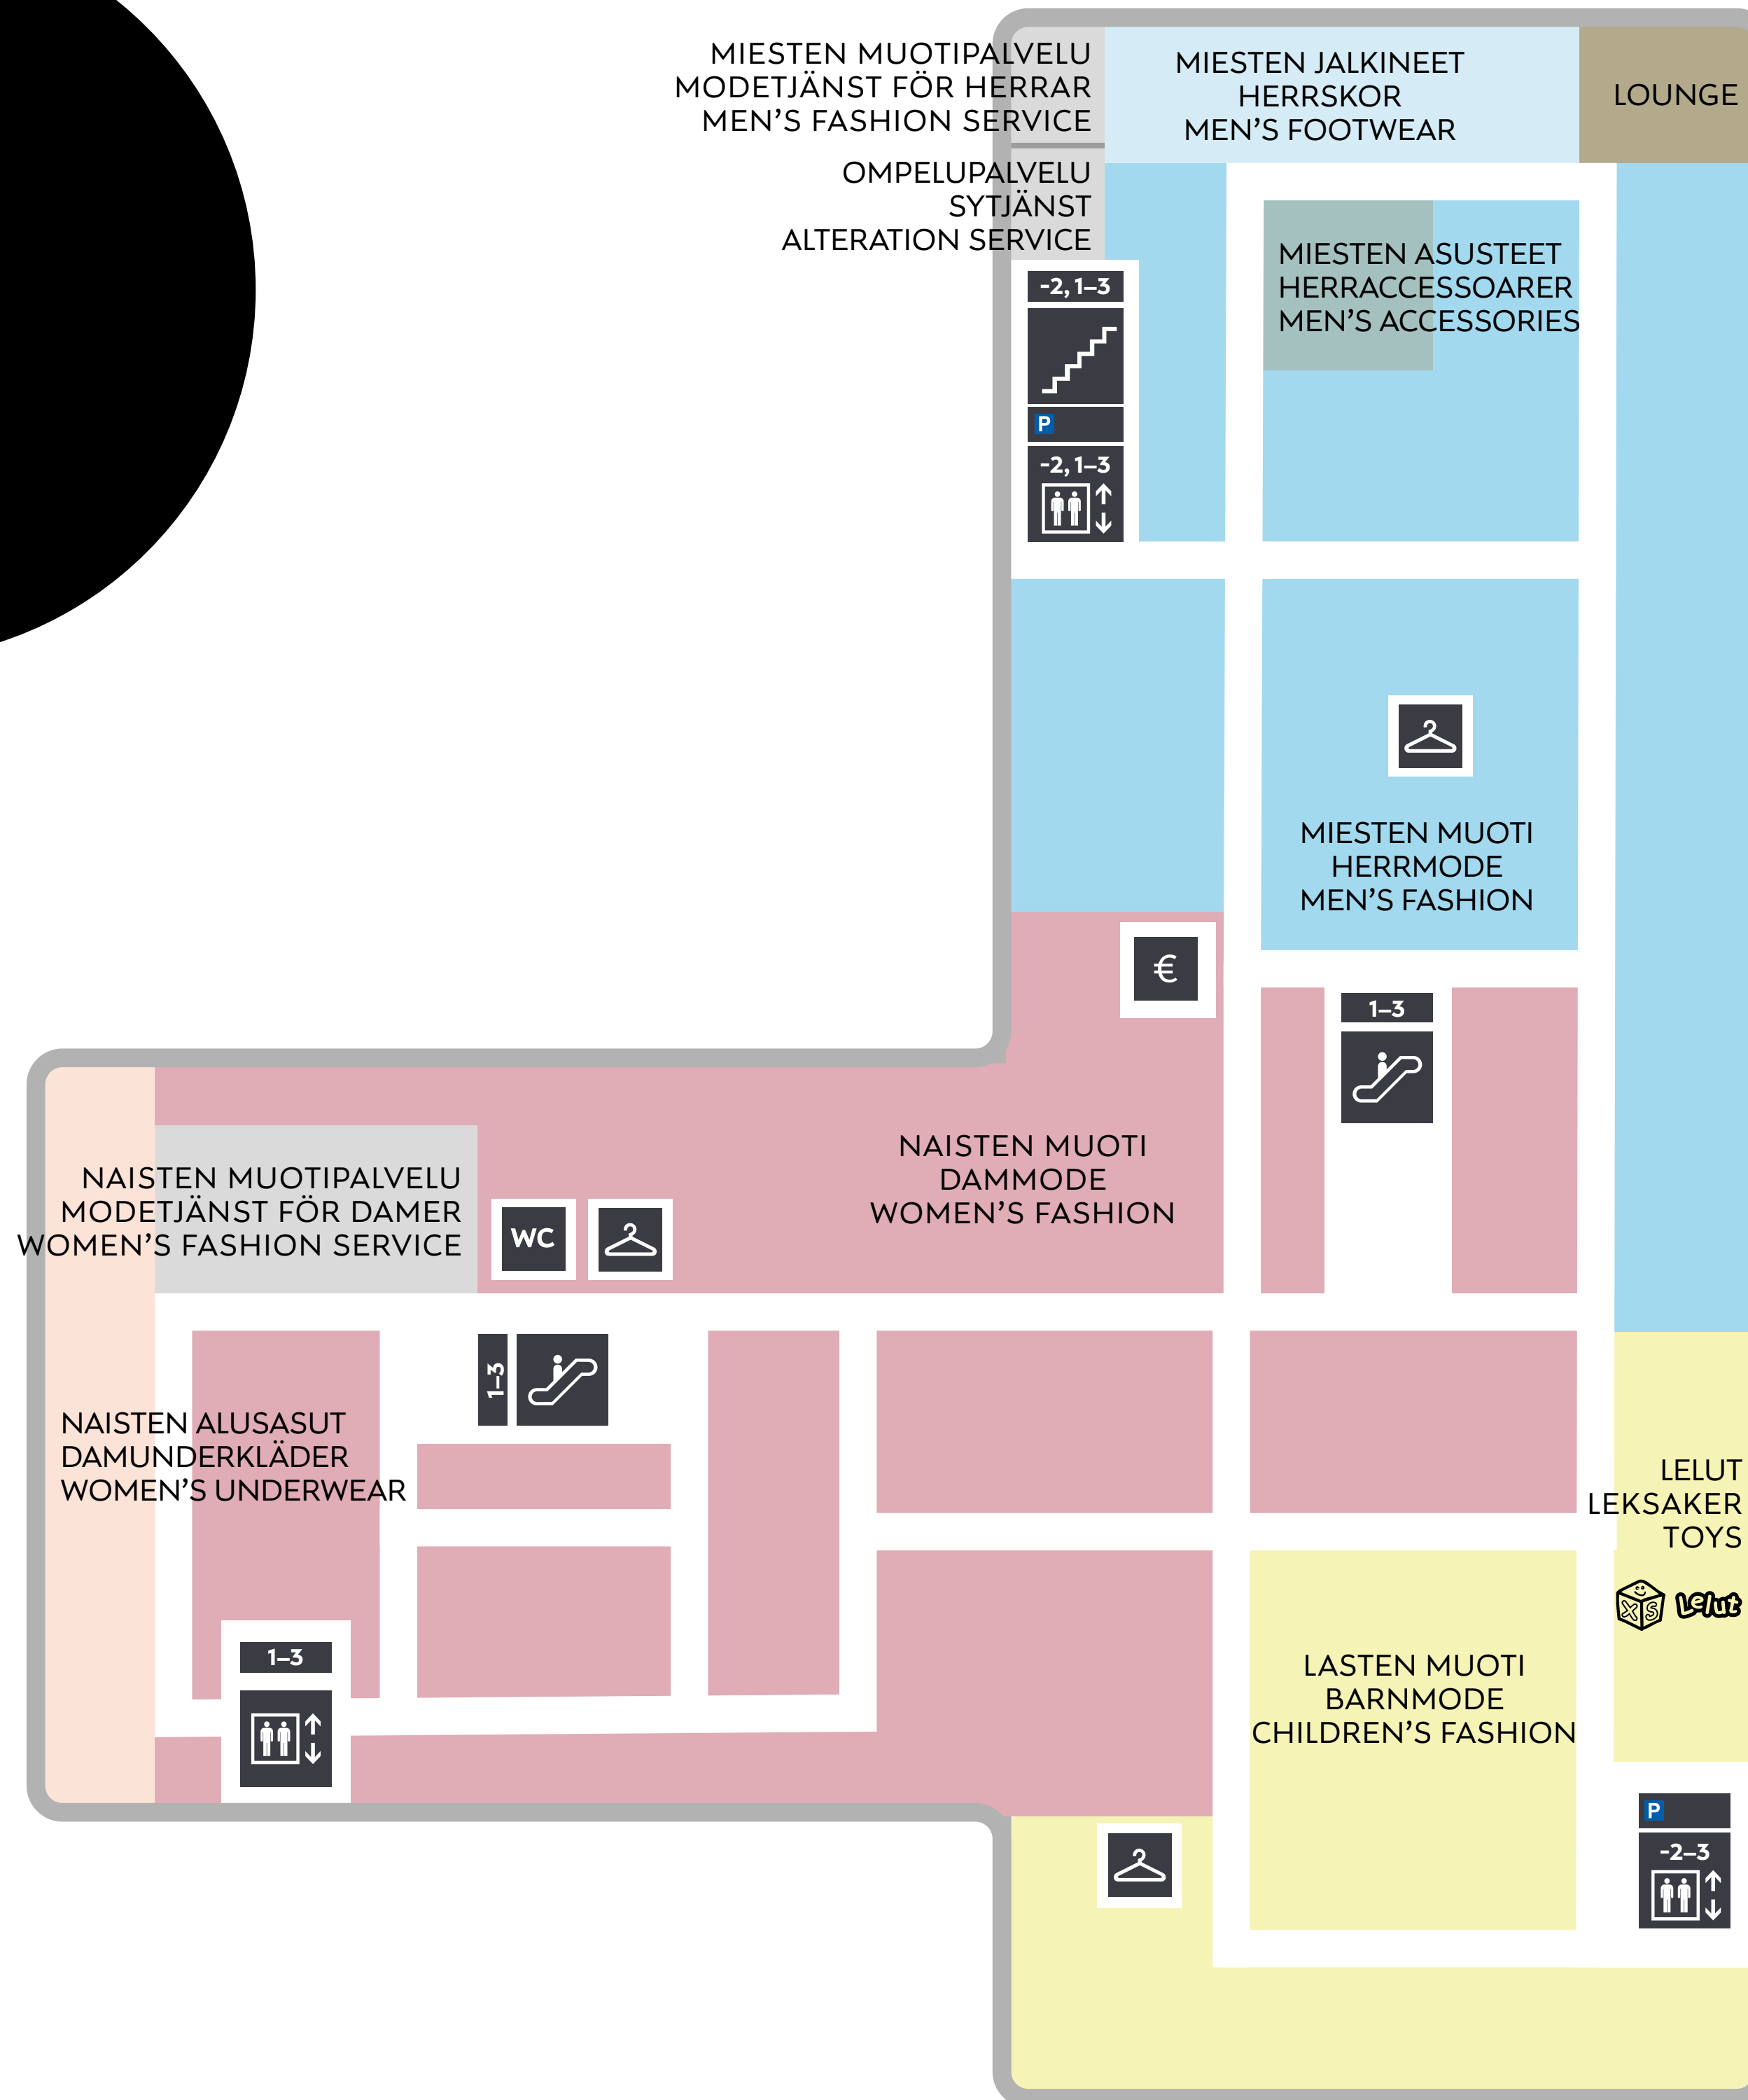 MIESTEN MUOTIPALVELU
MODETJÄNST FÖR HERRAR
MEN’S FASHION SERVICE
MIESTEN JALKINEET
HERRSKOR
MEN’S FOOTWEAR
LOUNGE
OMPELUPALVELU
SYTJÄNST
ALTERATION SERVICE
MIESTEN ASUSTEET
HERRACCESSOARER
MEN’S ACCESSORIES
-2, 1–3
P
-2, 1–3
MIESTEN MUOTI
HERRMODE
MEN’S FASHION
€
1–3
NAISTEN MUOTI
DAMMODE
WOMEN’S FASHION
NAISTEN MUOTIPALVELU
MODETJÄNST FÖR DAMER
WOMEN’S FASHION SERVICE
WC
1–3
NAISTEN ALUSASUT
DAMUNDERKLÄDER
WOMEN’S UNDERWEAR
LELUT
LEKSAKER
TOYS
XS Lelut
1–3
LASTEN MUOTI
BARNMODE
CHILDREN’S FASHION
P
-2–3